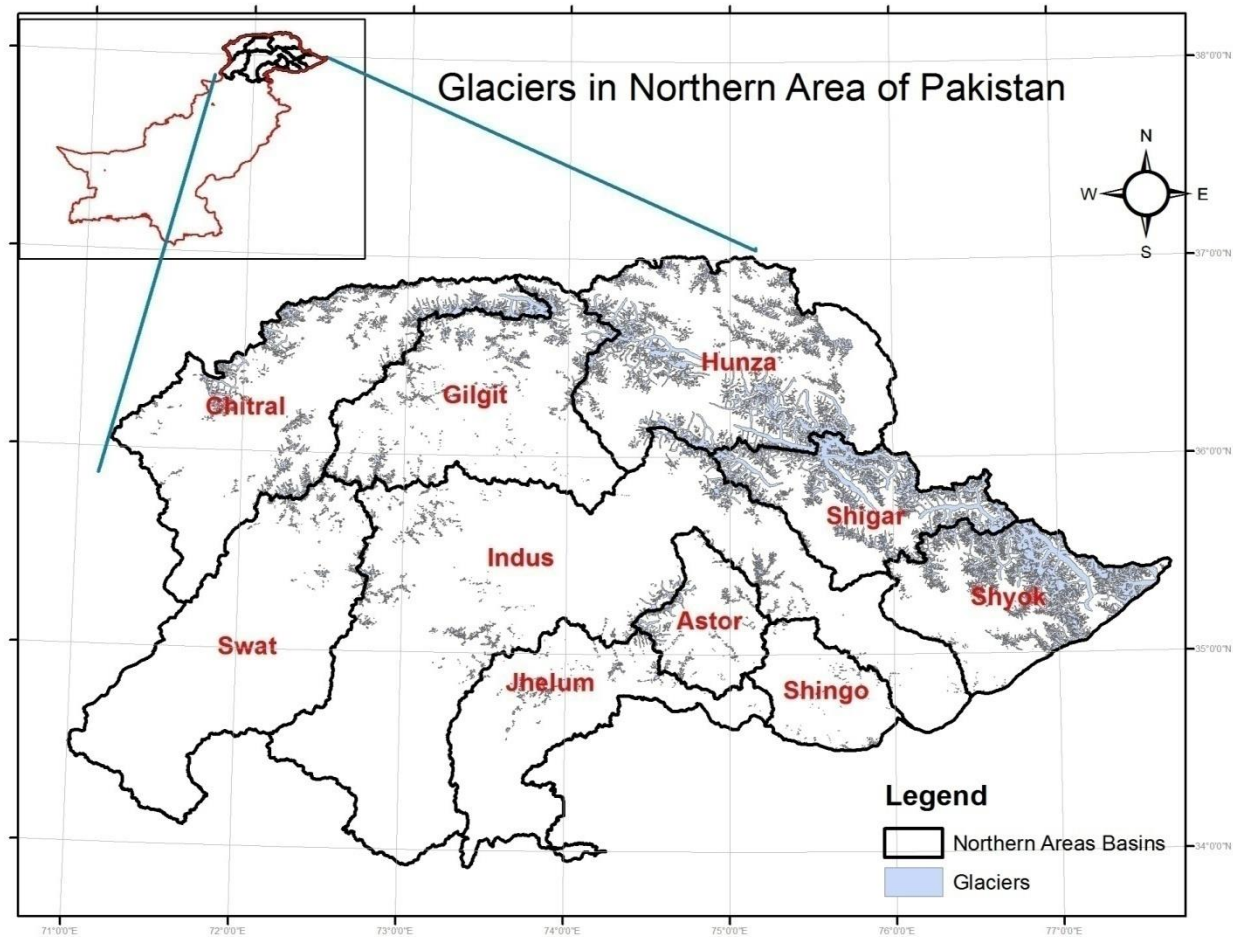 Glaciers in Northern Area of Pakistan
N
W
E
S
38°0'0"N
37°0'0"N
Hunza
Gilgit
Chitral
36°0'0"N
Shigar
Indus
Shyok
Astor
Swat
35°0'0"N
Jhelum
Shingo
Legend
Northern Areas Basins
Glaciers
34°0'0"N
71°0'0"E
72°0'0"E
73°0'0"E
74°0'0"E
75°0'0"E
76°0'0"E
77°0'0"E